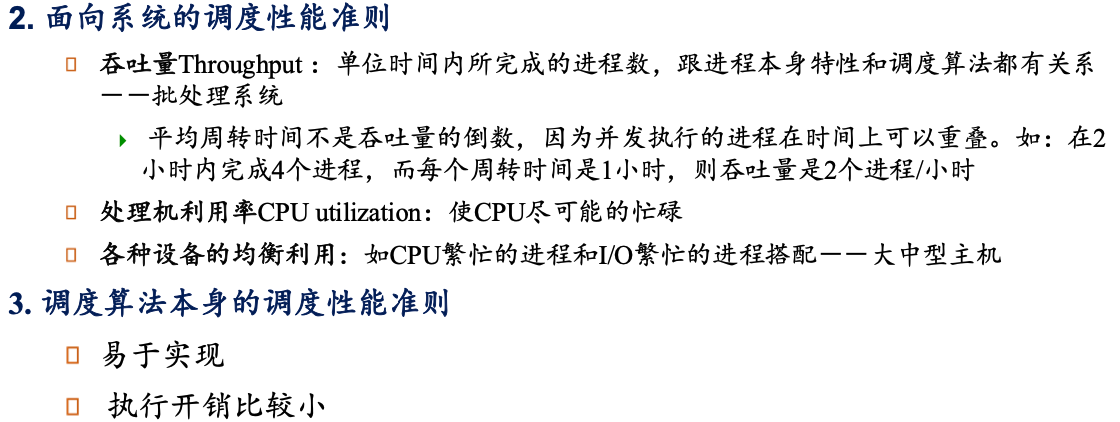 2. 面向系统的调度性能准则
吞吐量Throughput ：单位时间内所完成的进程数，跟进程本身特性和调度算法都有关系
——批处理系统
平均周转时间不是吞吐量的倒数，因为并发执行的进程在时间上可以重叠。如：在2
小时内完成4个进程，而每个周转时间是1小时，则吞吐量是2个进程/小时
处理机利用率CPU utilization：使CPU尽可能的忙碌
各种设备的均衡利用：如CPU繁忙的进程和I/O繁忙的进程搭配——大中型主机
3. 调度算法本身的调度性能准则
易于实现
执行开销比较小